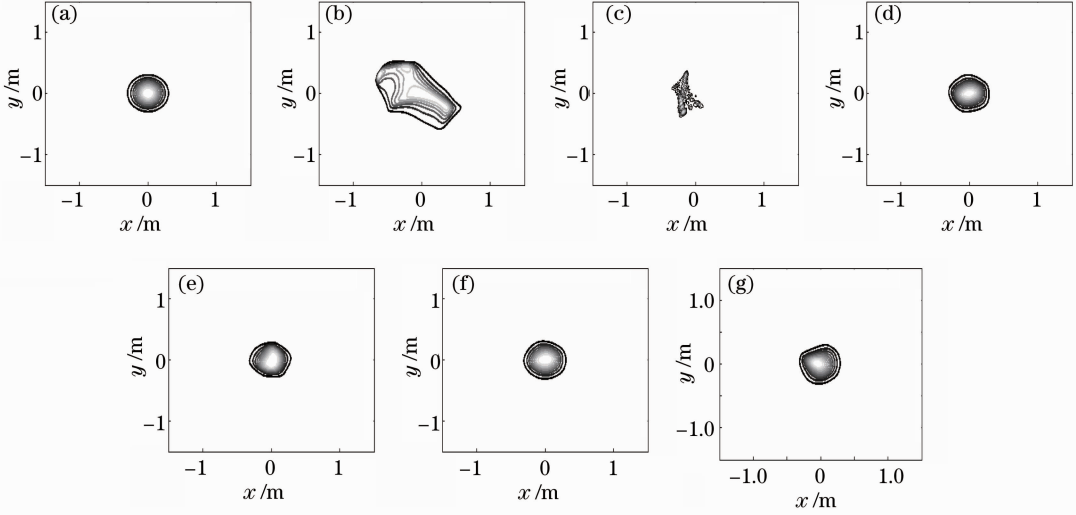 (a) (b) (c) (d)
1 1 1 1
y /m y /m y /m y /m
0 0 0 0
−1 −1 −1 −1
−1 0 1 −1 0 1 −1 0 1 −1 0 1
x /m x /m x /m x /m
(e) (f) (g)
1 1 1.0
y /m y /m y /m
0 0 0
−1 −1 −1.0
−1 0 1 −1 0 1 −1.0 0 1.0
x /m x /m x /m